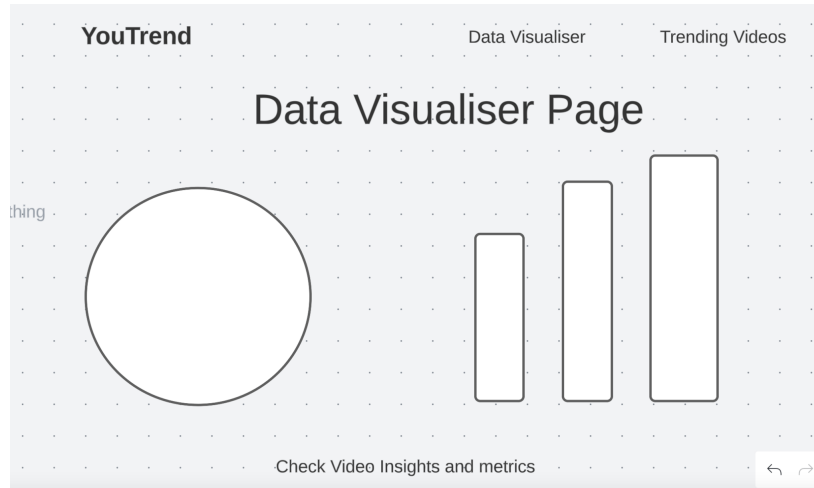 YouTrend Data Visualiser Trending Videos
Data Visualiser Page
thing
Check Video Insights and metrics